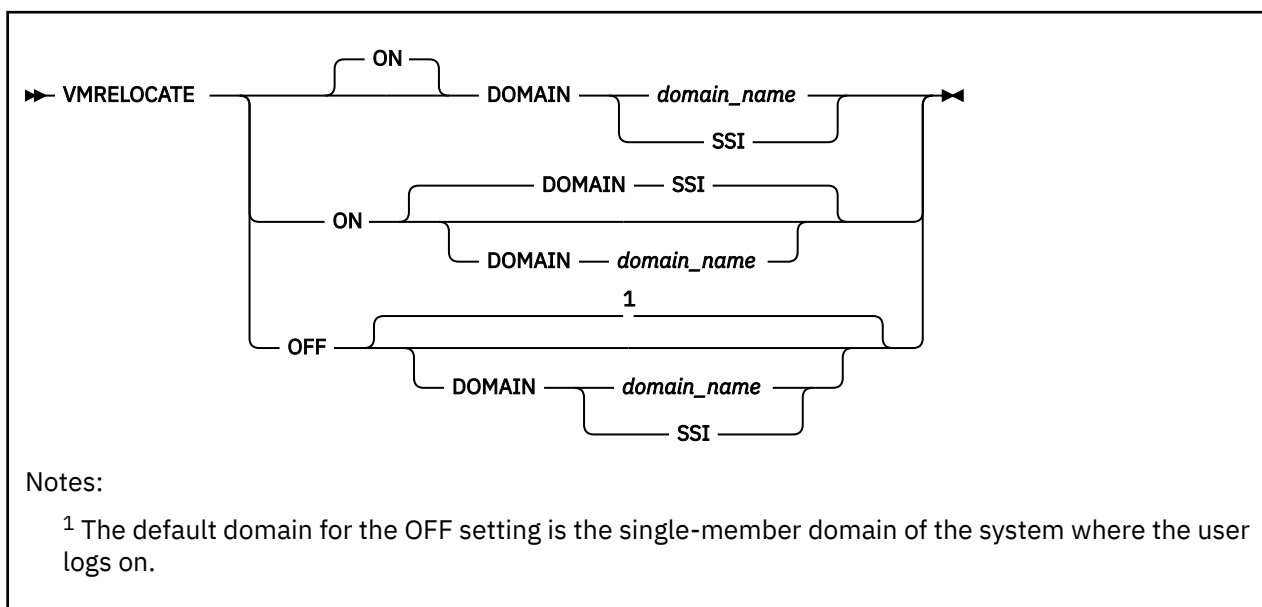 ON
VMRELOCATE DOMAIN domain_name
SSI
DOMAIN SSI
ON
DOMAIN domain_name
1
OFF
DOMAIN domain_name
SSI
Notes:
1 The default domain for the OFF setting is the single-member domain of the system where the user
logs on.